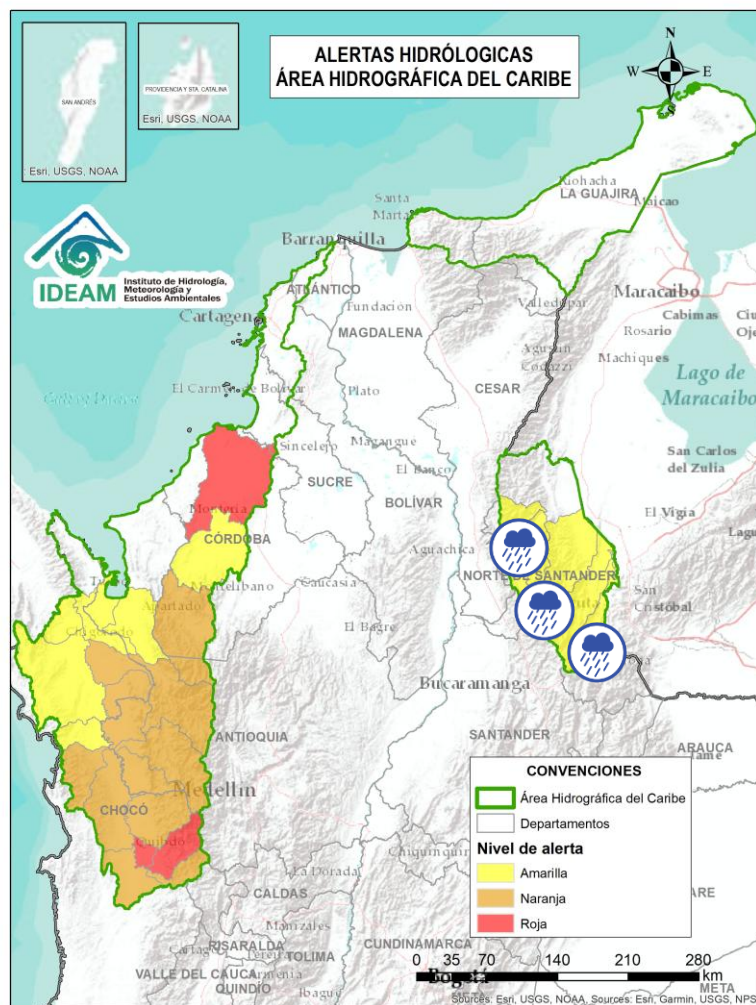 ALERTAS HIDRÓLOGICAS
ÁREA HIDROGRÁFICA DEL CARIBE
SAN ANDRÉS
Esri, USGS, NOAA
PROVIDENCIA Y STA. CATALINA
Esri, USGS, NOAA
N
W
E
S
IDEAM
Instituto de Hidrología,
Meteorología y
Estudios Ambientales
Riohacha
LA GUAJIRA
Maicao
Santa
Marta
Barranquilla
ATLÁNTICO
Cartagena
Fundación
MAGDALENA
Valledupar
Maracaibo
Cabimas
Rosario
Machiques
Agustín
Codazzi
CESAR
Lago de
Maracaibo
El Carmen de Bolívar
Plato
Sincelejo
Magangué
SUCRE
El Banco
BOLÍVAR
San Carlos
del Zulia
El Vigía
Montería
CÓRDOBA
Aguachica
NORTE DE SANTANDER
San
Cristóbal
Montelíbano
Caucasia
Apartadó
Chigorodó
El Bagre
Bucaramanga
ANTIOQUIA
SANTANDER
ARAUCA
Medellín
CHOCÓ
Quibdó
La Dorada
CALDAS
Manizales
RISARALDA
Pereira
TOLIMA
CUNDINAMARCA
VALLE DEL CAUCA
Armenia
QUINDÍO
Ibagué
Bogotá
META
CONVENCIONES
Área Hidrográfica del Caribe
Departamentos
Nivel de alerta
Amarilla
Naranja
Roja
0 35 70 140 210 280
km
Sources: Esri, USGS, NOAA, Sources: Esri, Garmin, USGS,